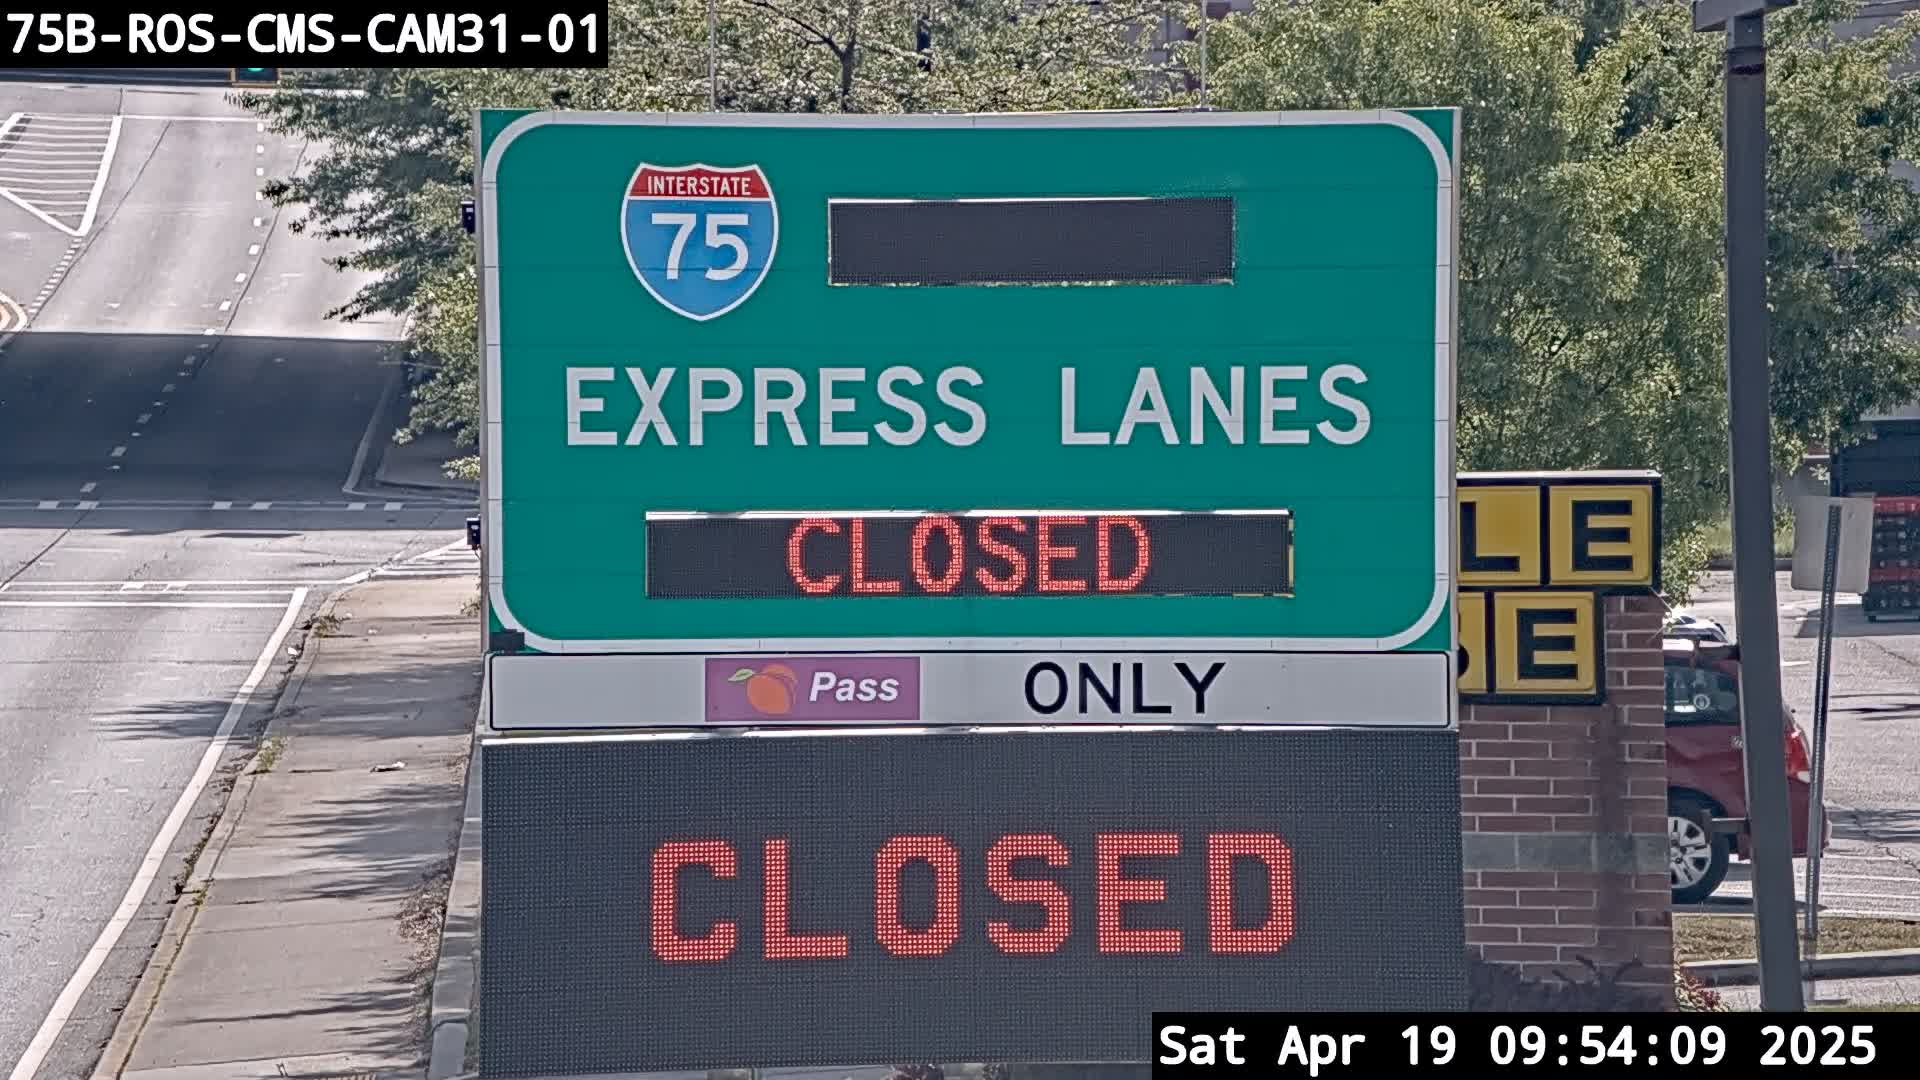 75B-ROS-CMS-CAM31-01
INTERSTATE
75
EXPRESS LANES
CLOSED
LE
E
Pass ONLY
CLOSED
Sat Apr 19 09:54:09 2025